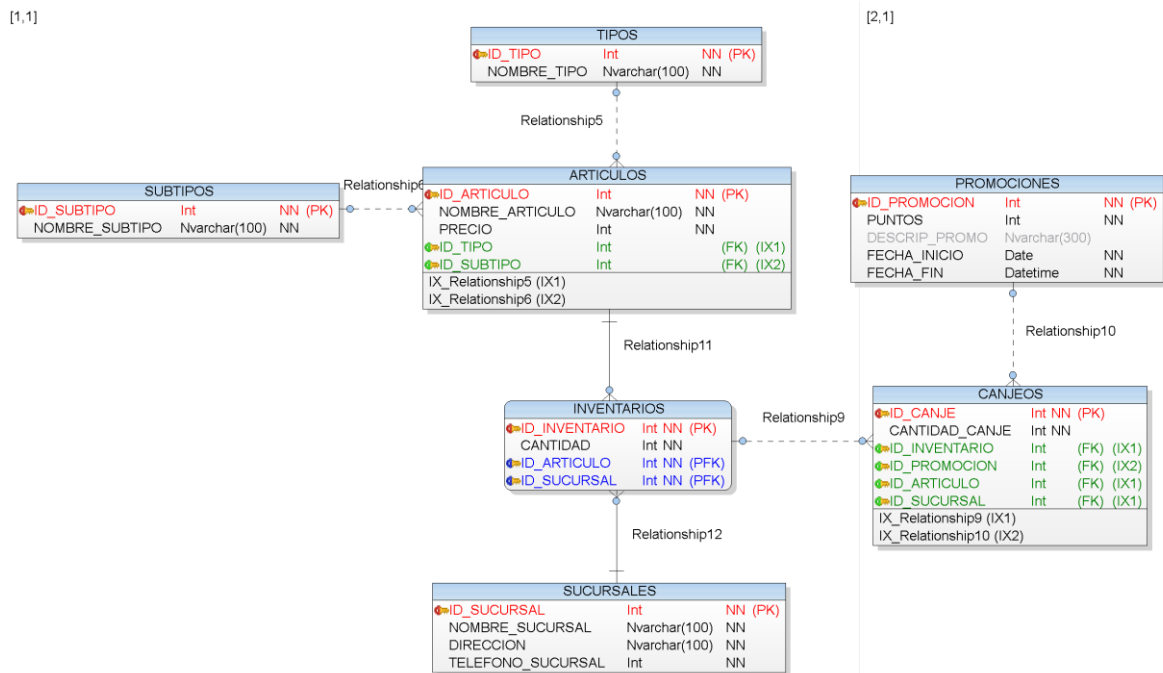 [1,1]
[2,1]
TIPOS
ID_TIPO Int NN (PK)
NOMBRE_TIPO Nvarchar(100) NN
Relationship5
SUBTIPOS
ID_SUBTIPO Int NN (PK)
NOMBRE_SUBTIPO Nvarchar(100) NN
Relationship6
ARTICULOS
ID_ARTICULO Int NN (PK)
NOMBRE_ARTICULO Nvarchar(100) NN
PRECIO Int NN
ID_TIPO Int (FK) (IX1)
ID_SUBTIPO Int (FK) (IX2)
IX_Relationship5 (IX1)
IX_Relationship6 (IX2)
PROMOCIONES
ID_PROMOCION Int NN (PK)
PUNTOS Int NN
DESCRIP_PROMO Nvarchar(300)
FECHA_INICIO Date NN
FECHA_FIN Datetime NN
Relationship11
Relationship10
INVENTARIOS
ID_INVENTARIO Int NN (PK)
CANTIDAD Int NN
ID_ARTICULO Int NN (PFK)
ID_SUCURSAL Int NN (PFK)
Relationship9
CANJEOS
ID_CANJE Int NN (PK)
CANTIDAD_CANJE Int NN
ID_INVENTARIO Int (FK) (IX1)
ID_PROMOCION Int (FK) (IX2)
ID_ARTICULO Int (FK) (IX1)
ID_SUCURSAL Int (FK) (IX1)
IX_Relationship9 (IX1)
IX_Relationship10 (IX2)
Relationship12
SUCURSALES
ID_SUCURSAL Int NN (PK)
NOMBRE_SUCURSAL Nvarchar(100) NN
DIRECCION Nvarchar(100) NN
TELEFONO_SUCURSAL Int NN